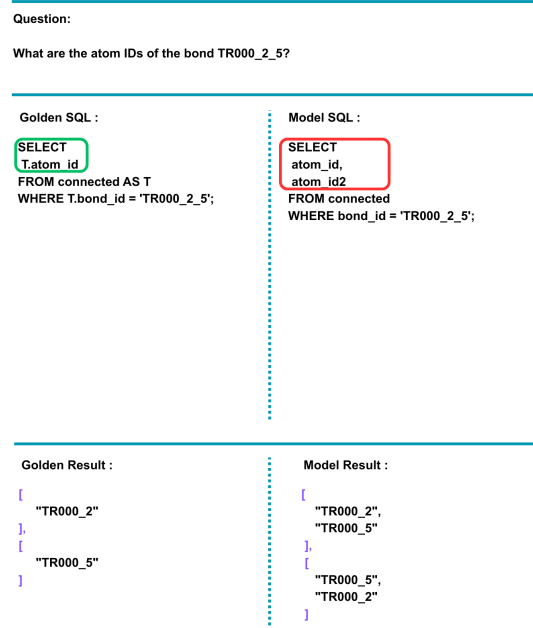 Question:
What are the atom IDs of the bond TR000_2_5?
Golden SQL :
SELECT
T.atom_id
FROM connected AS T
WHERE T.bond_id = 'TR000_2_5';
Model SQL :
SELECT
atom_id,
atom_id2
FROM connected
WHERE bond_id = 'TR000_2_5';
Golden Result :
[
"TR000_2"
],
[
"TR000_5"
]
Model Result :
[
"TR000_2",
"TR000_5"
],
[
"TR000_5",
"TR000_2"
]